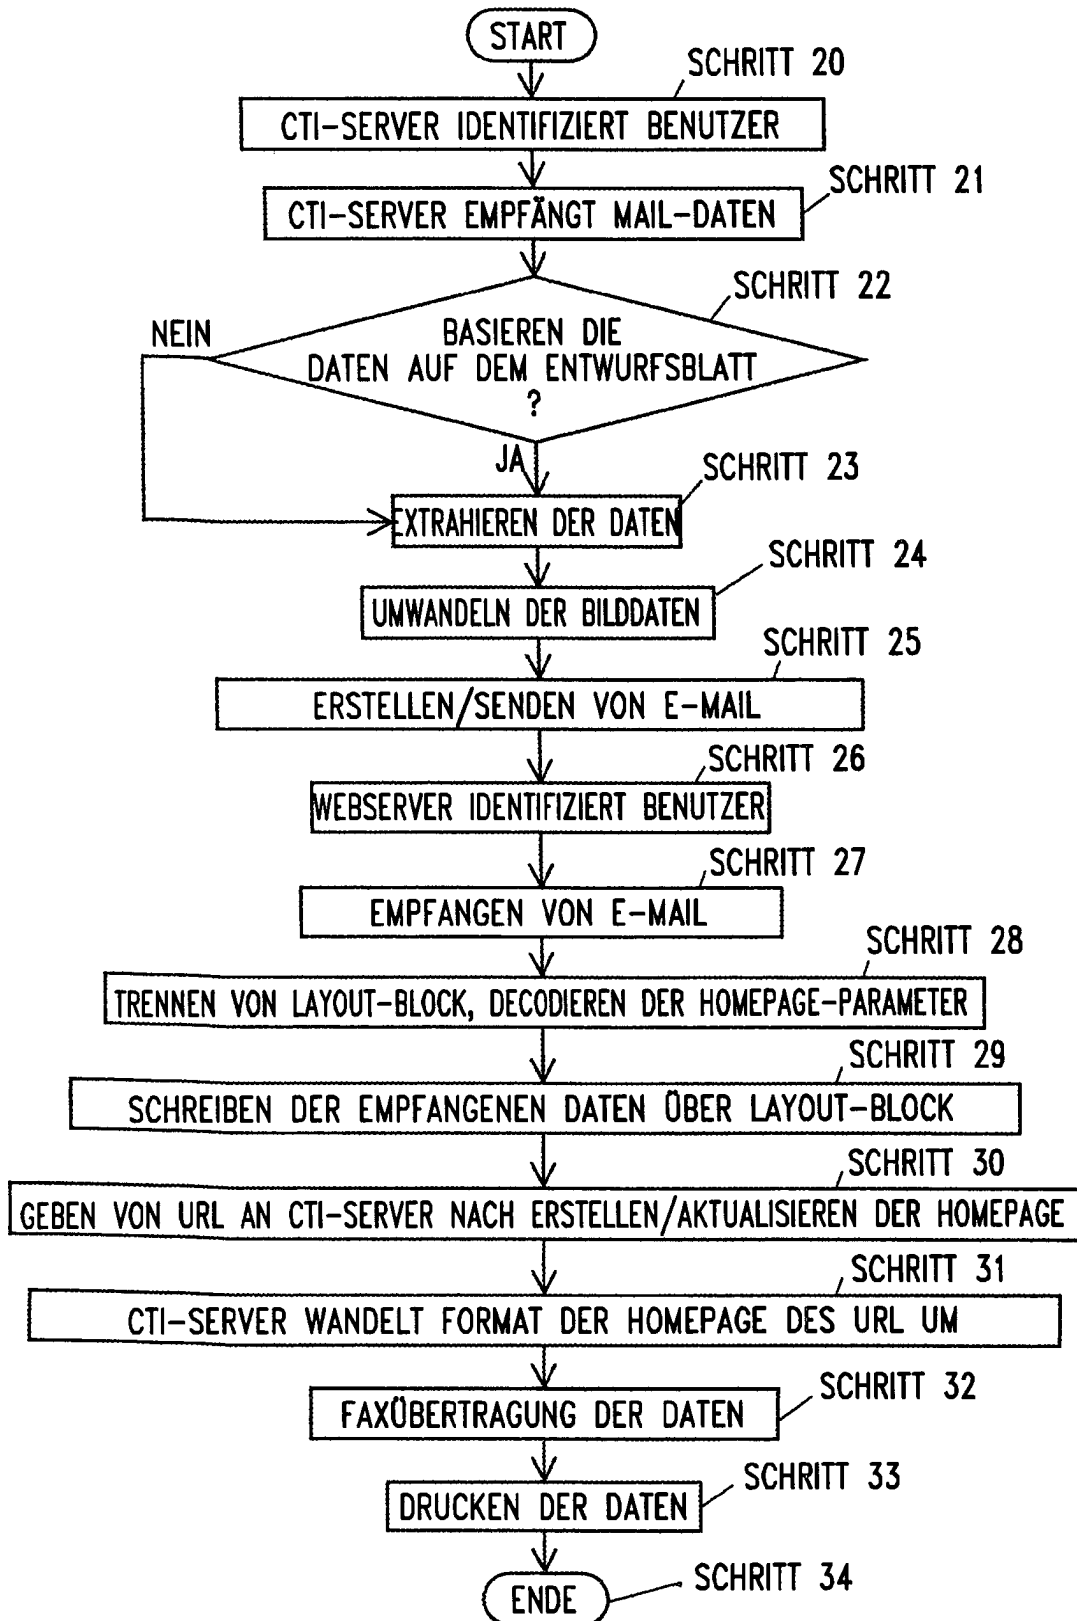 START
SCHRITT 20
CTI-SERVER IDENTIFIZIERT BENUTZER
SCHRITT 21
CTI-SERVER EMPFÄNGT MAIL-DATEN
SCHRITT 22
NEIN
BASIEREN DIE
DATEN AUF DEM ENTWURFSBLATT
?
JA
SCHRITT 23
EXTRAHIEREN DER DATEN
SCHRITT 24
UMWANDELN DER BILDDATEN
SCHRITT 25
ERSTELLEN/SENDEN VON E-MAIL
SCHRITT 26
WEBSERVER IDENTIFIZIERT BENUTZER
SCHRITT 27
EMPFANGEN VON E-MAIL
SCHRITT 28
TRENNEN VON LAYOUT-BLOCK, DECODIEREN DER HOMEPAGE-PARAMETER
SCHRITT 29
SCHREIBEN DER EMPFANGENEN DATEN ÜBER LAYOUT-BLOCK
SCHRITT 30
GEBEN VON URL AN CTI-SERVER NACH ERSTELLEN/AKTUALISIEREN DER HOMEPAGE
SCHRITT 31
CTI-SERVER WANDELT FORMAT DER HOMEPAGE DES URL UM
SCHRITT 32
FAXÜBERTRAGUNG DER DATEN
SCHRITT 33
DRUCKEN DER DATEN
SCHRITT 34
ENDE